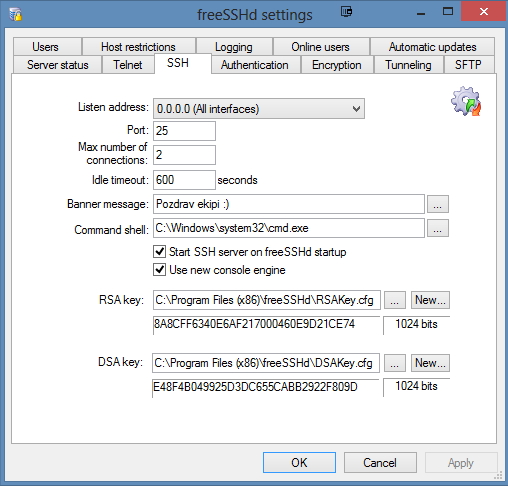 freeSSHd settings
Users Host restrictions Logging Online users Automatic updates
Server status Telnet SSH Authentication Encryption Tunneling SFTP
Listen address: 0.0.0.0 (All interfaces)
Port: 25
Max number of
connections: 2
Idle timeout: 600 seconds
Banner message: Pozdrav ekipi :) ...
Command shell: C:\Windows\system32\cmd.exe ...
Start SSH server on freeSSHd startup
Use new console engine
RSA key: C:\Program Files (x86)\freeSSHd\RSAKey.cfg ... New...
8A8CFF6340E6AF217000460E9D21CE74 1024 bits
DSA key: C:\Program Files (x86)\freeSSHd\DSAKey.cfg ... New...
E48F4B049925D3DC655CABB2922F809D 1024 bits
OK Cancel Apply